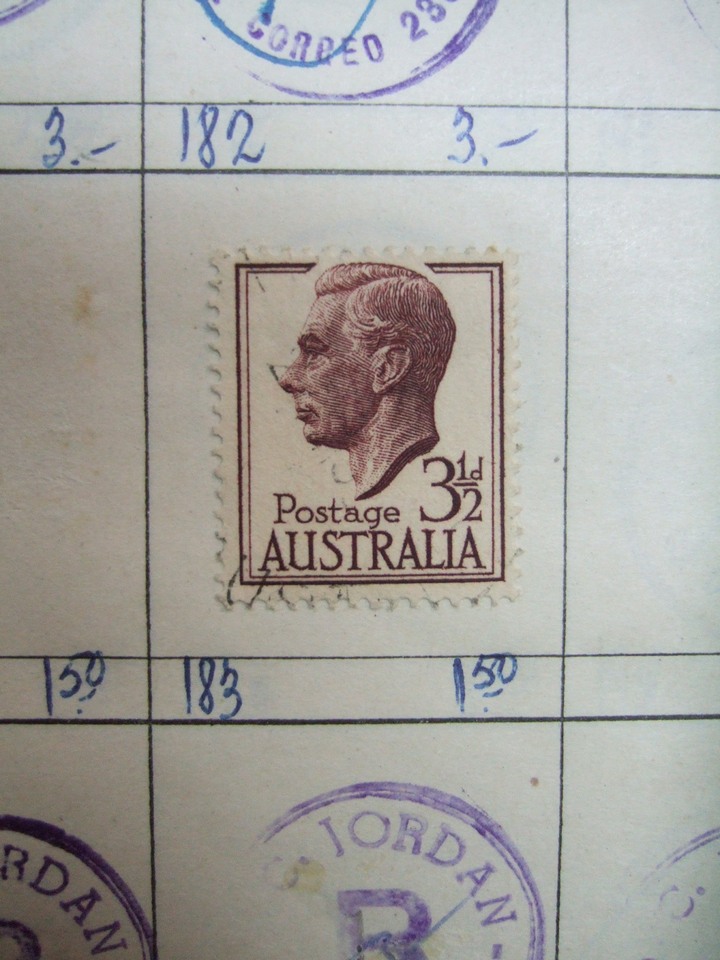 CORREO 23
3.- 182 3.-
Postage 3½d
AUSTRALIA
1 50 183 1 50
RDAN
S. JORDAN -
R
S.